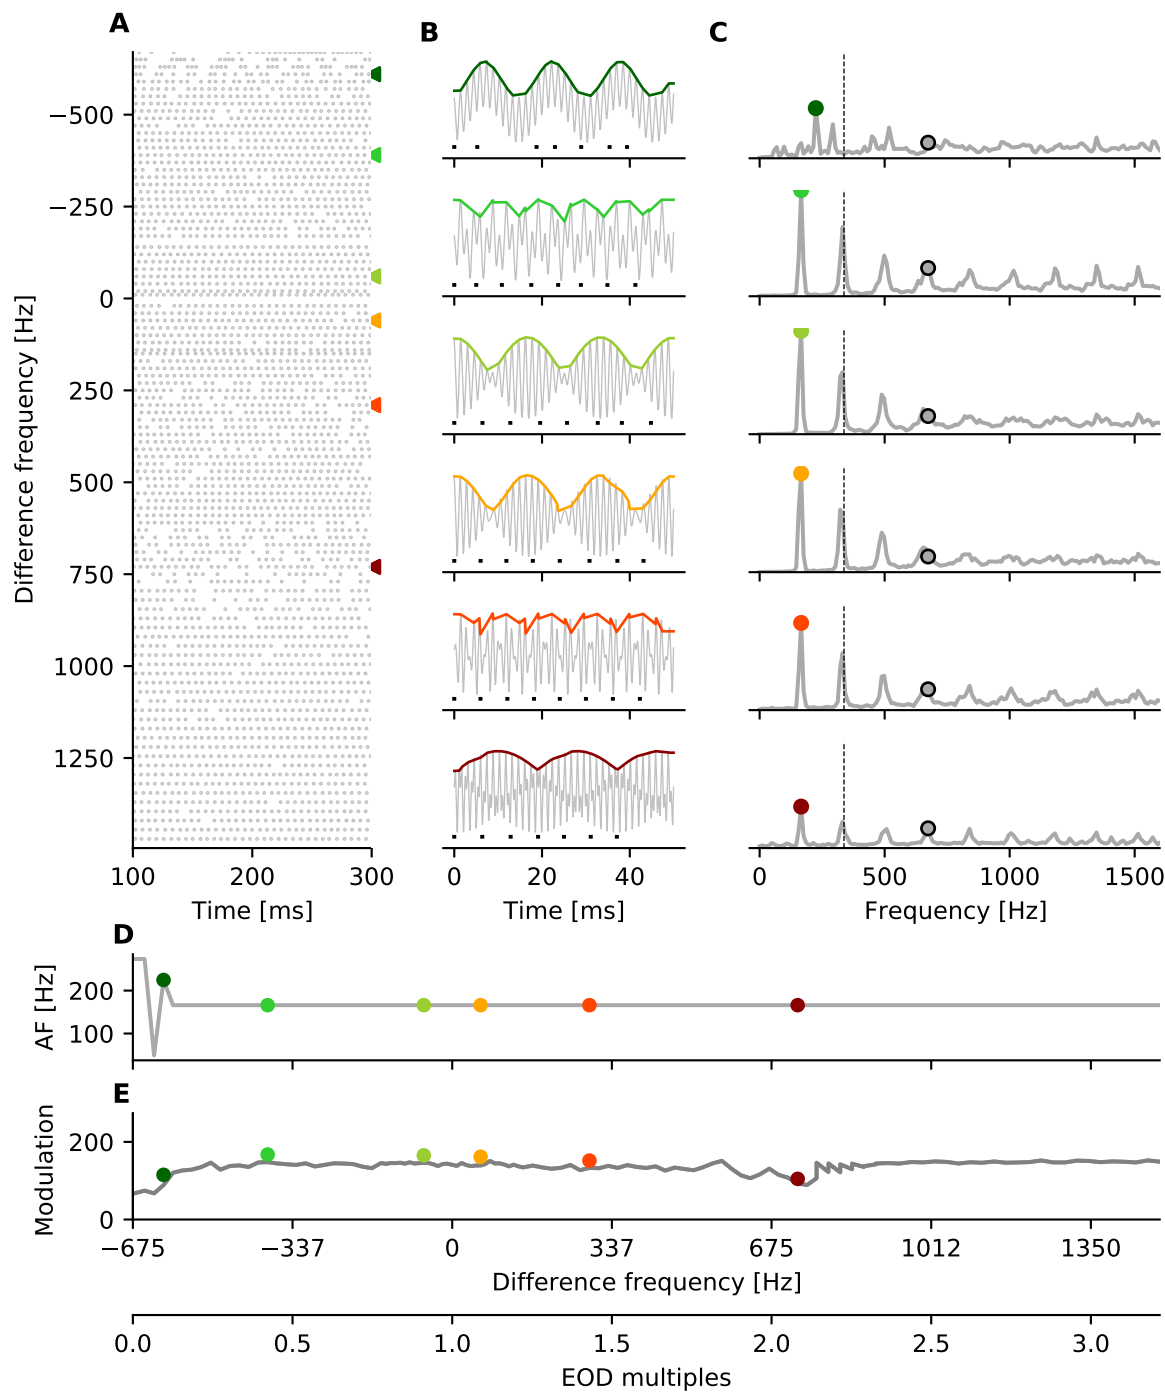 A
B
C
Difference frequency [Hz]
−500
−250
0
250
500
750
1000
1250
100 200 300
Time [ms]
0 20 40
Time [ms]
0 500 1000 1500
Frequency [Hz]
D
AF [Hz]
200
100
E
Modulation
200
0
−675 −337 0 337 675 1012 1350
Difference frequency [Hz]
0.0 0.5 1.0 1.5 2.0 2.5 3.0
EOD multiples